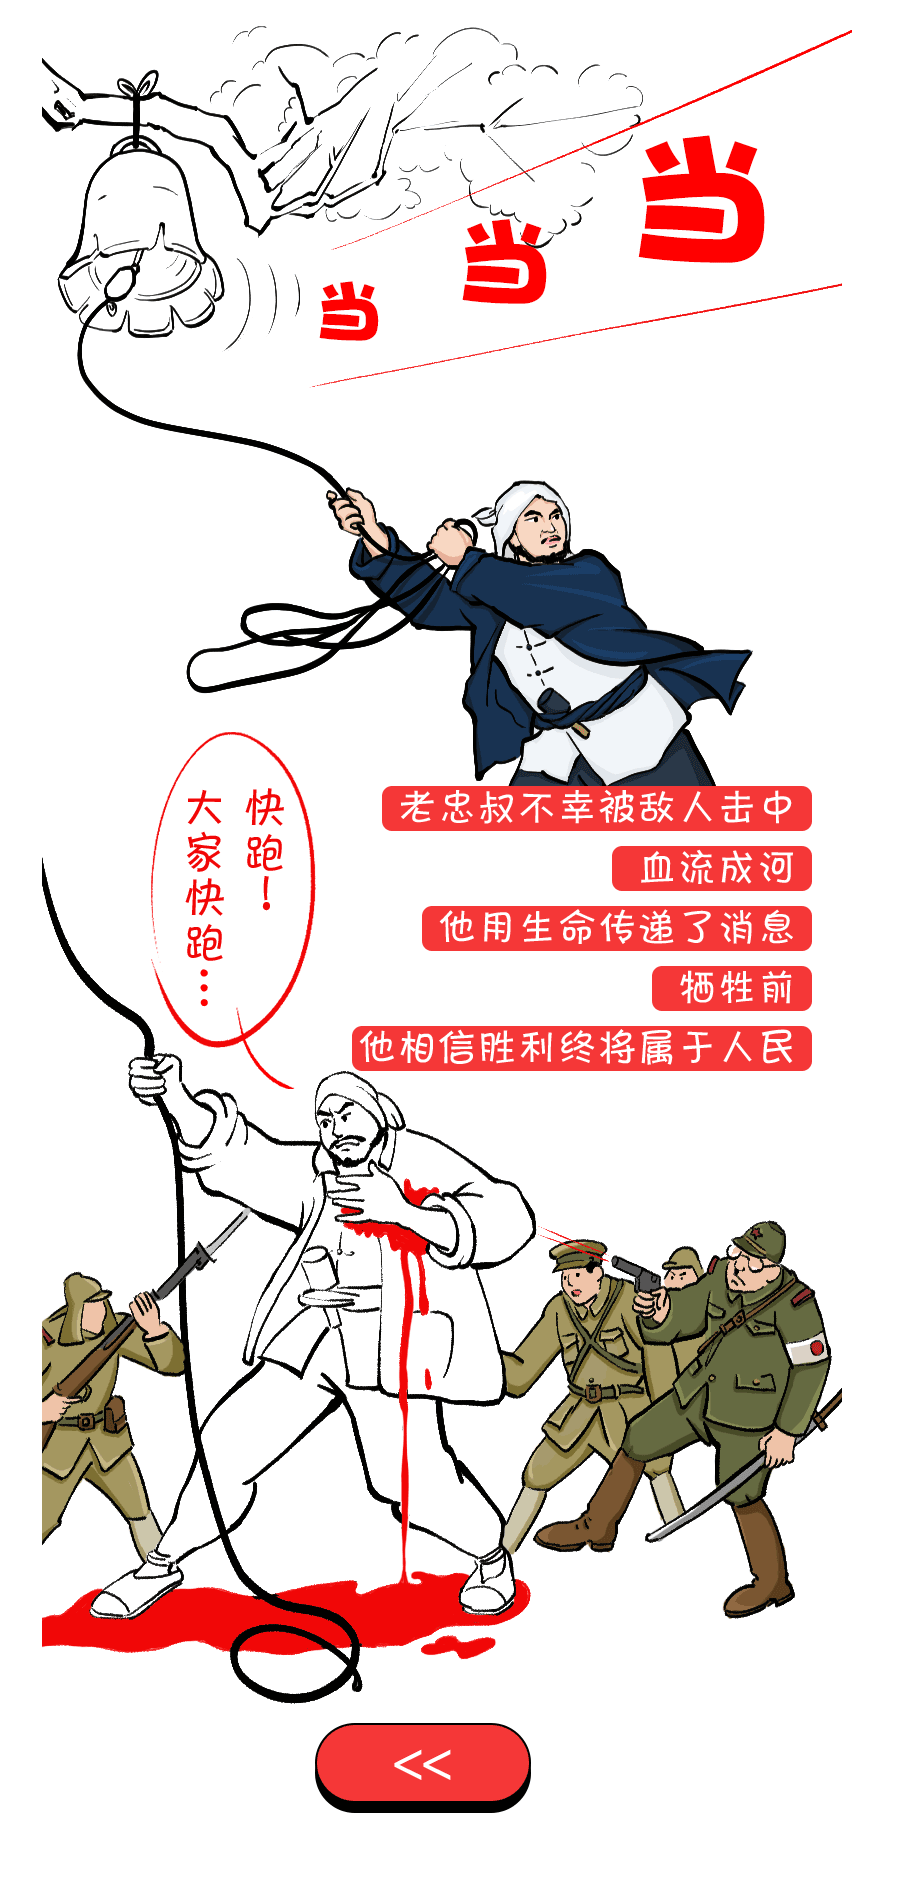 当
当
当
快跑！
大家快跑…
老忠叔不幸被敌人击中
血流成河
他用生命传递了消息
牺牲前
他相信胜利终将属于人民
<<